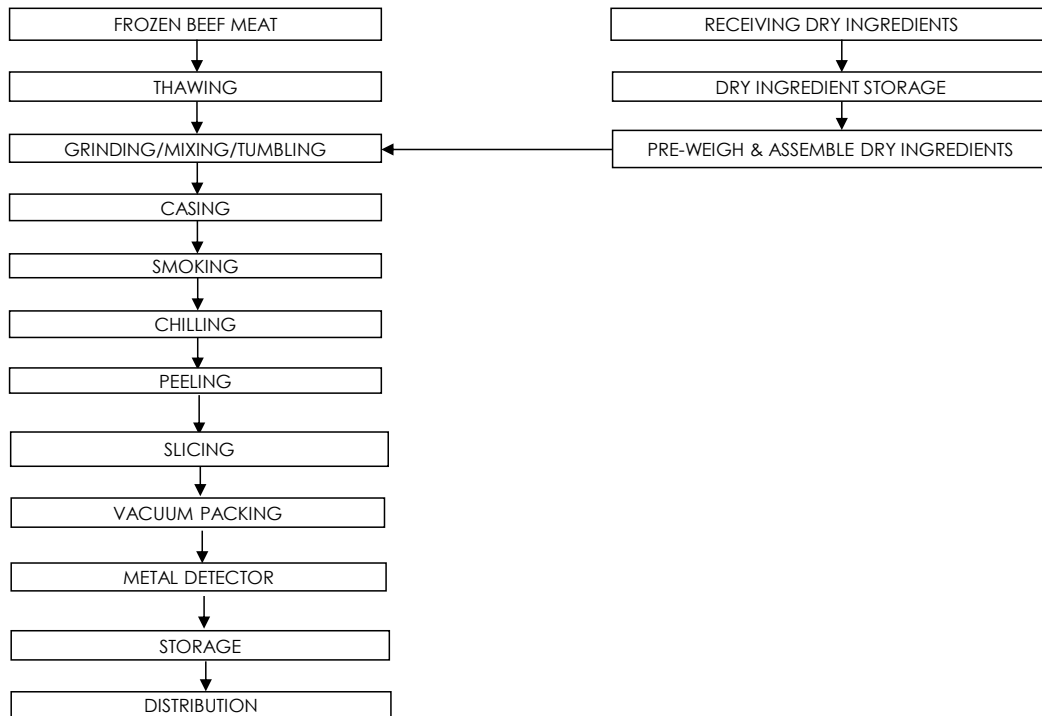 FROZEN BEEF MEAT
THAWING
GRINDING/MIXING/TUMBLING
CASING
SMOKING
CHILLING
PEELING
SLICING
VACUUM PACKING
METAL DETECTOR
STORAGE
DISTRIBUTION
RECEIVING DRY INGREDIENTS
DRY INGREDIENT STORAGE
PRE-WEIGH & ASSEMBLE DRY INGREDIENTS